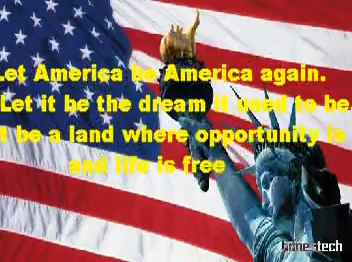 Let America be America again.
Let it be the dream it used to be.
t be a land where opportunity is
and life is free